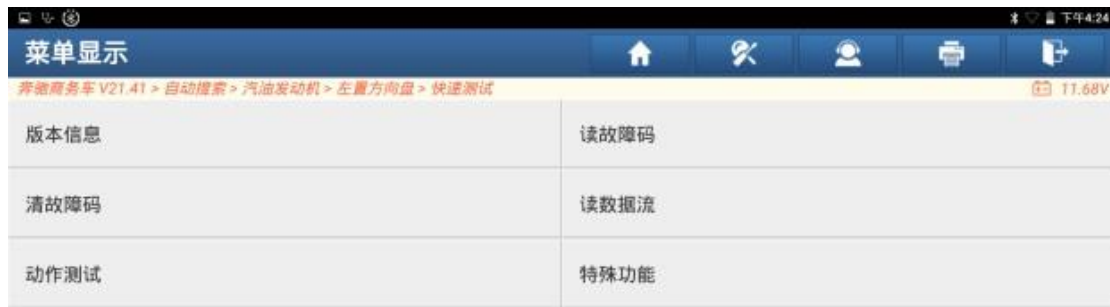 下午4:24
菜单显示
奔驰商务车 V21.41 > 自动搜索 > 汽油发动机 > 左置方向盘 > 快速测试 11.68V
版本信息 读故障码
清故障码 读数据流
动作测试 特殊功能